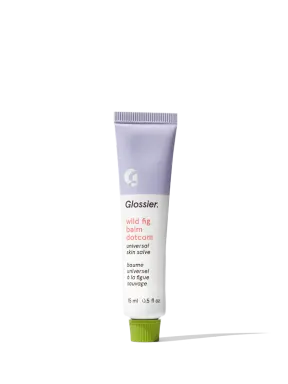 G
Glossier.
wild fig
balm
dotcom
universal
skin salve
baume
universel
à la figue
sauvage
15 ml 0.5 fl oz